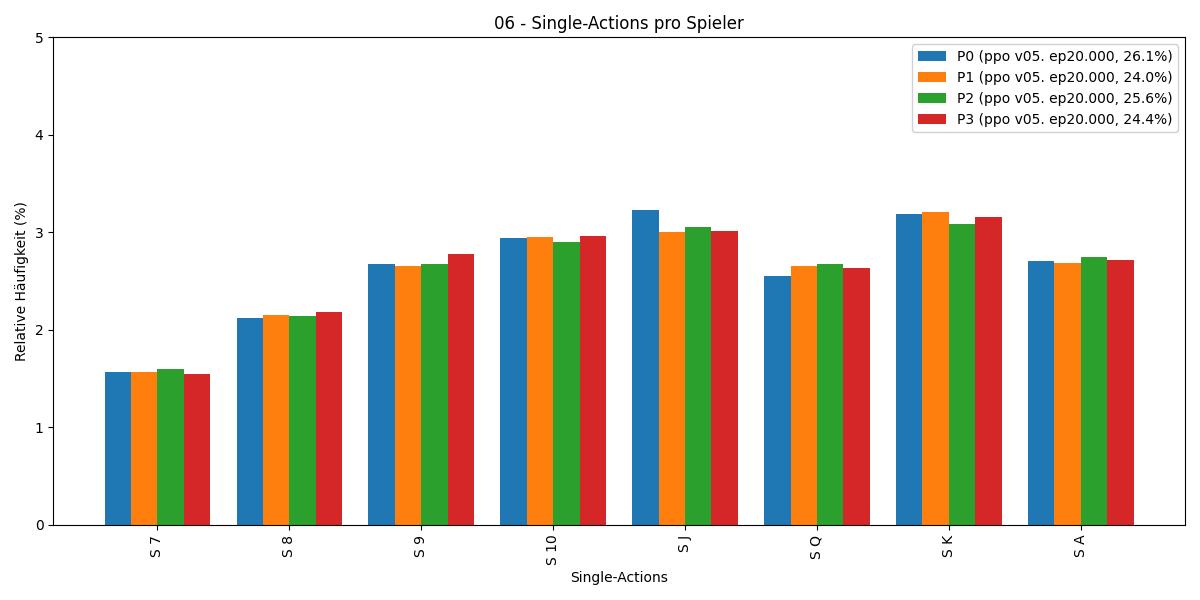 06 - Single-Actions pro Spieler
P0 (ppo v05. ep20.000, 26.1%)
P1 (ppo v05. ep20.000, 24.0%)
P2 (ppo v05. ep20.000, 25.6%)
P3 (ppo v05. ep20.000, 24.4%)
Relative Häufigkeit (%)
5
4
3
2
1
0
S 7
S 8
S 9
S 10
S J
S Q
S K
S A
Single-Actions